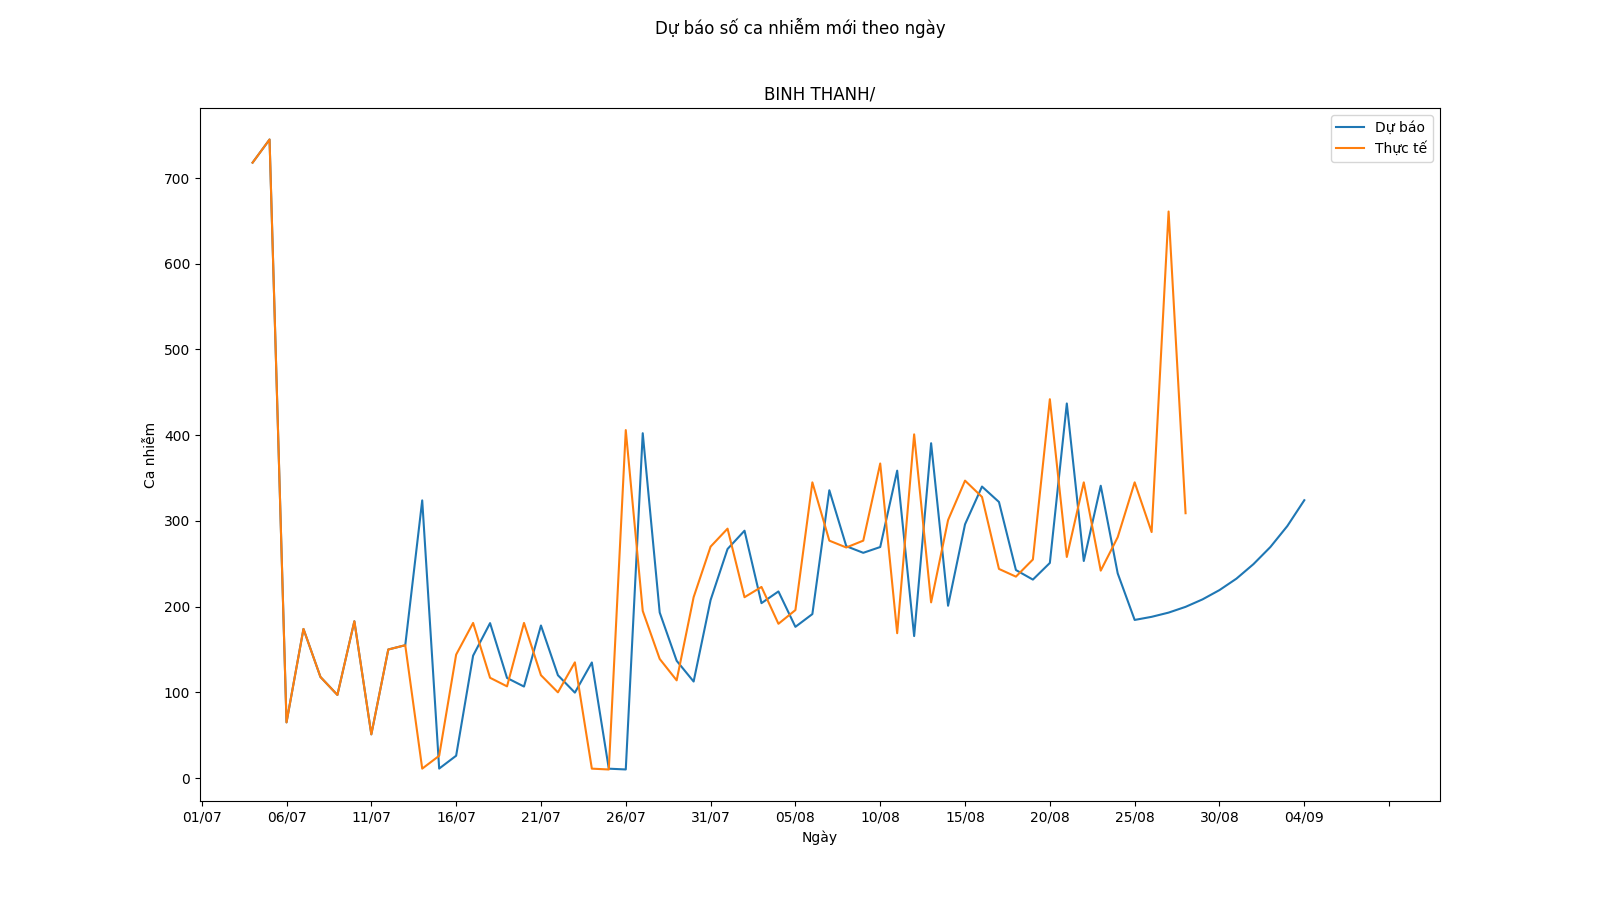 Dự báo số ca nhiễm mới theo ngày
BINH THANH/
Dự báo
Thực tế
Ca nhiễm
700
600
500
400
300
200
100
0
01/07 06/07 11/07 16/07 21/07 26/07 31/07 05/08 10/08 15/08 20/08 25/08 30/08 04/09
Ngày